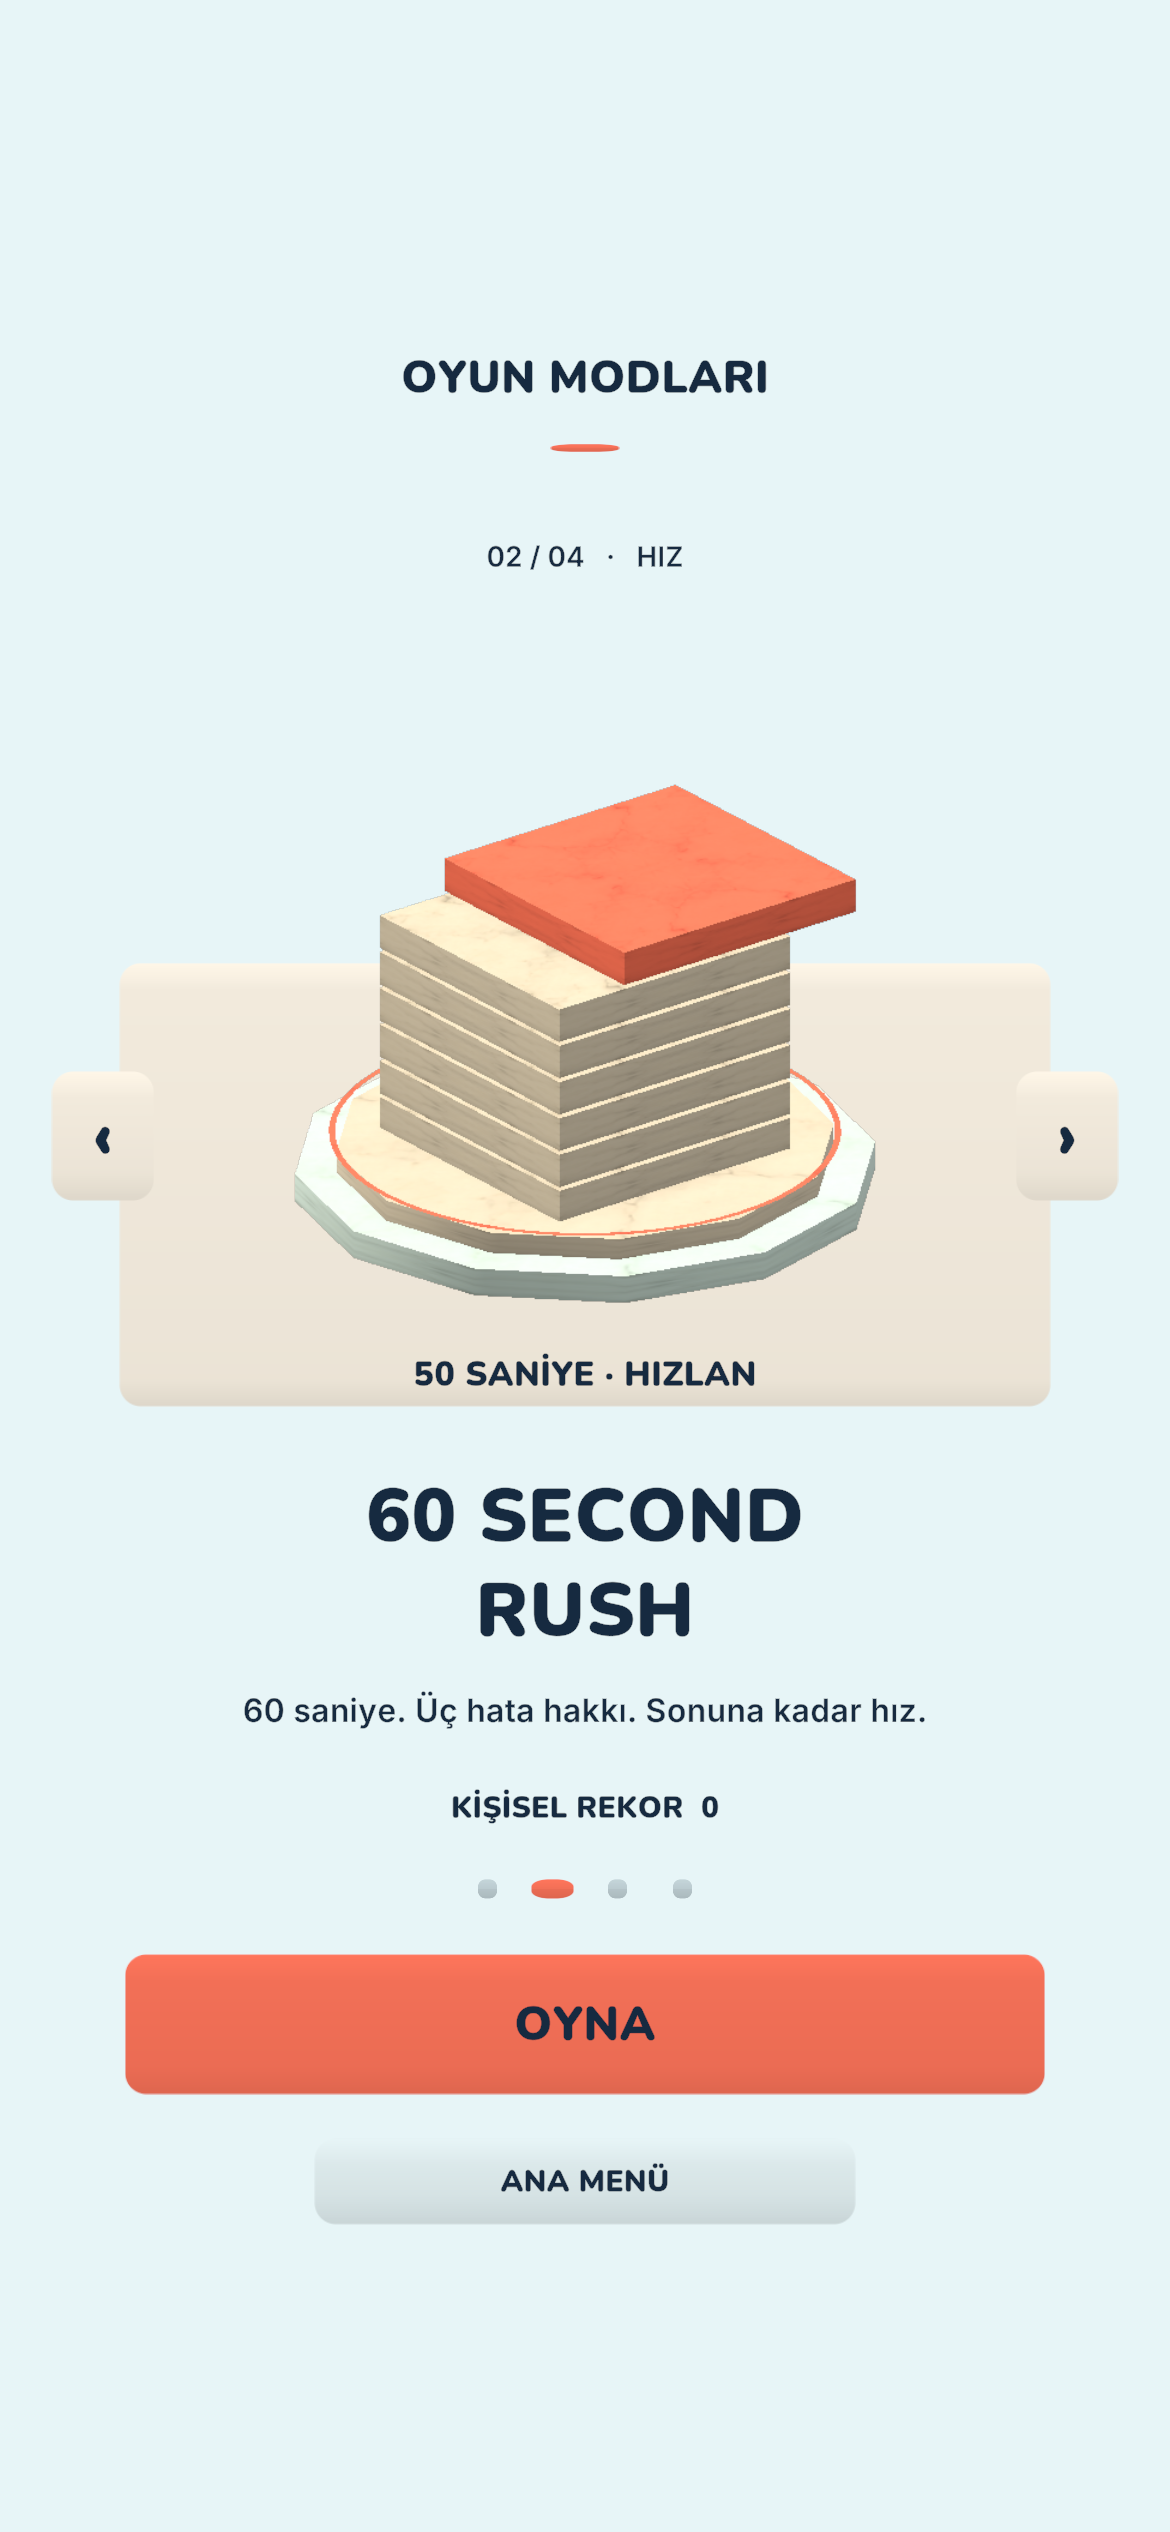 OYUN MODLARI
02 / 04 · HIZ
‹ ›
50 SANİYE · HIZLAN
60 SECOND
RUSH
60 saniye. Üç hata hakkı. Sonuna kadar hız.
KİŞİSEL REKOR 0
OYNA
ANA MENÜ